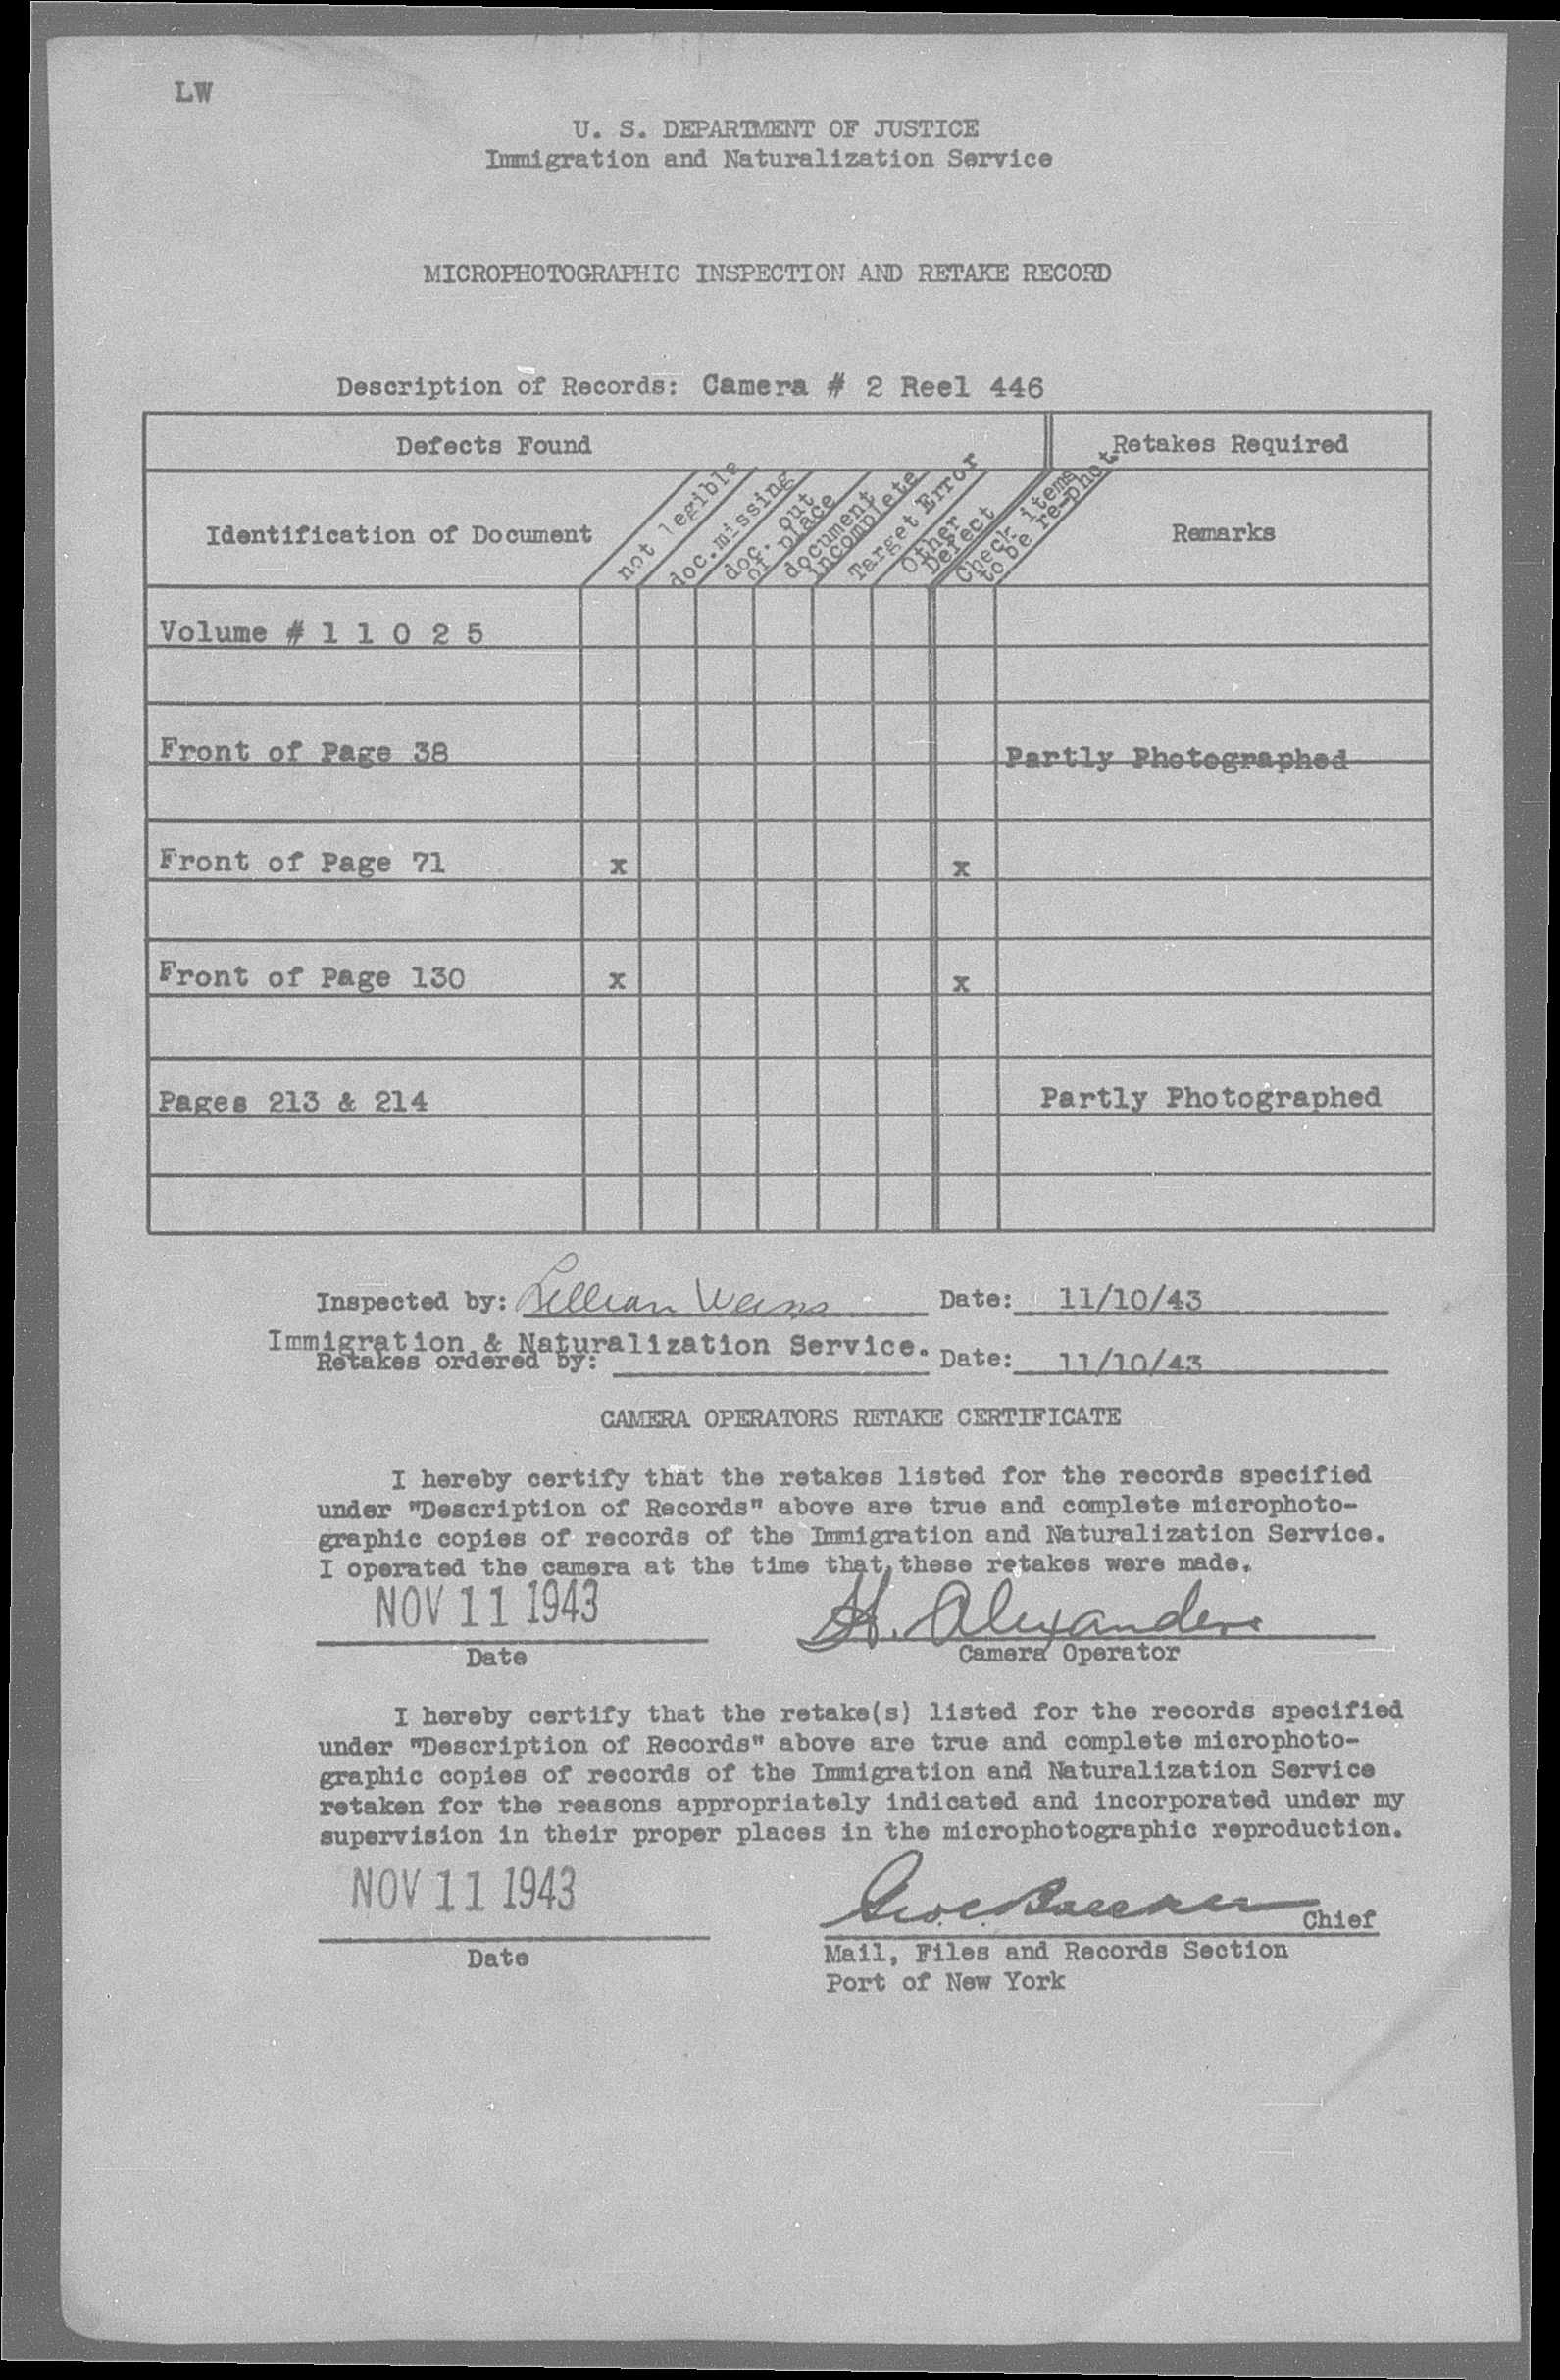 LW
U. S. DEPARTMENT OF JUSTICE
Immigration and Naturalization Service
MICROPHOTOGRAPHIC INSPECTION AND RETAKE RECORD
Description of Records: Camera # 2 Reel 446
Defects Found
Retakes Required
Identification of Document
not legible
doc.missing
doc. out
of place
document
incomplete
Target Error
Other
Defect
Check items
to be re-phot.
Remarks
Volume # 1 1 0 2 5
Front of Page 38 Partly Photographed
Front of Page 71 x x
Front of Page 130 x x
Pages 213 & 214 Partly Photographed
Inspected by: Lillian Weiss Date: 11/10/43
Immigration & Naturalization Service.
Retakes ordered by: Date: 11/10/43
CAMERA OPERATORS RETAKE CERTIFICATE
I hereby certify that the retakes listed for the records specified
under "Description of Records" above are true and complete microphoto-
graphic copies of records of the Immigration and Naturalization Service.
I operated the camera at the time that these retakes were made.
NOV 11 1943 H. Alexander
Date Camera Operator
I hereby certify that the retake(s) listed for the records specified
under "Description of Records" above are true and complete microphoto-
graphic copies of records of the Immigration and Naturalization Service
retaken for the reasons appropriately indicated and incorporated under my
supervision in their proper places in the microphotographic reproduction.
NOV 11 1943
Chief
Date
Mail, Files and Records Section
Port of New York